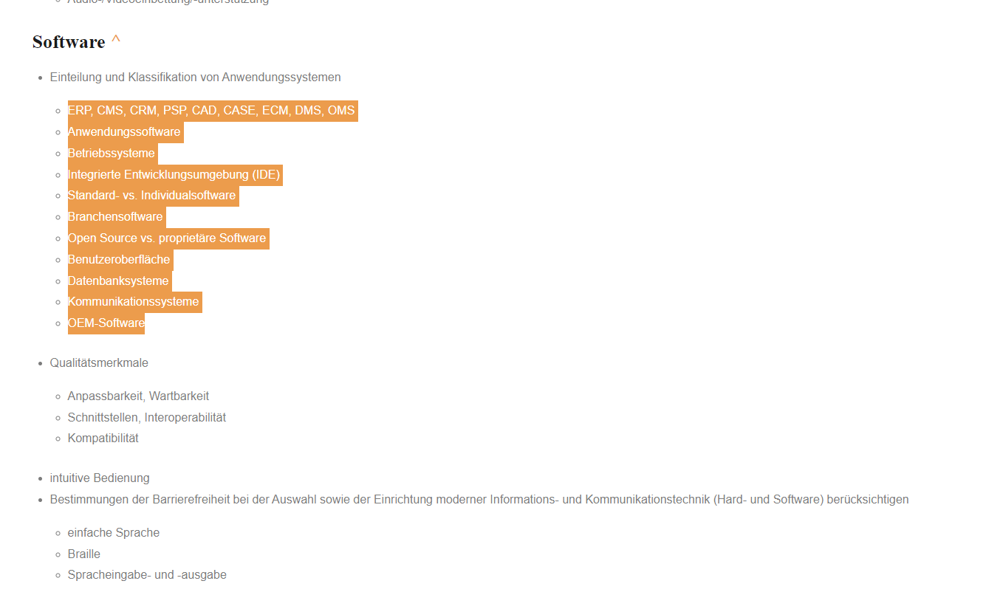 Audio-/Videoeinbettung/-unterstützung
Software ^
Einteilung und Klassifikation von Anwendungssystemen
ERP, CMS, CRM, PSP, CAD, CASE, ECM, DMS, OMS
Anwendungssoftware
Betriebssysteme
Integrierte Entwicklungsumgebung (IDE)
Standard- vs. Individualsoftware
Branchensoftware
Open Source vs. proprietäre Software
Benutzeroberfläche
Datenbanksysteme
Kommunikationssysteme
OEM-Software
Qualitätsmerkmale
Anpassbarkeit, Wartbarkeit
Schnittstellen, Interoperabilität
Kompatibilität
intuitive Bedienung
Bestimmungen der Barrierefreiheit bei der Auswahl sowie der Einrichtung moderner Informations- und Kommunikationstechnik (Hard- und Software) berücksichtigen
einfache Sprache
Braille
Spracheingabe- und -ausgabe